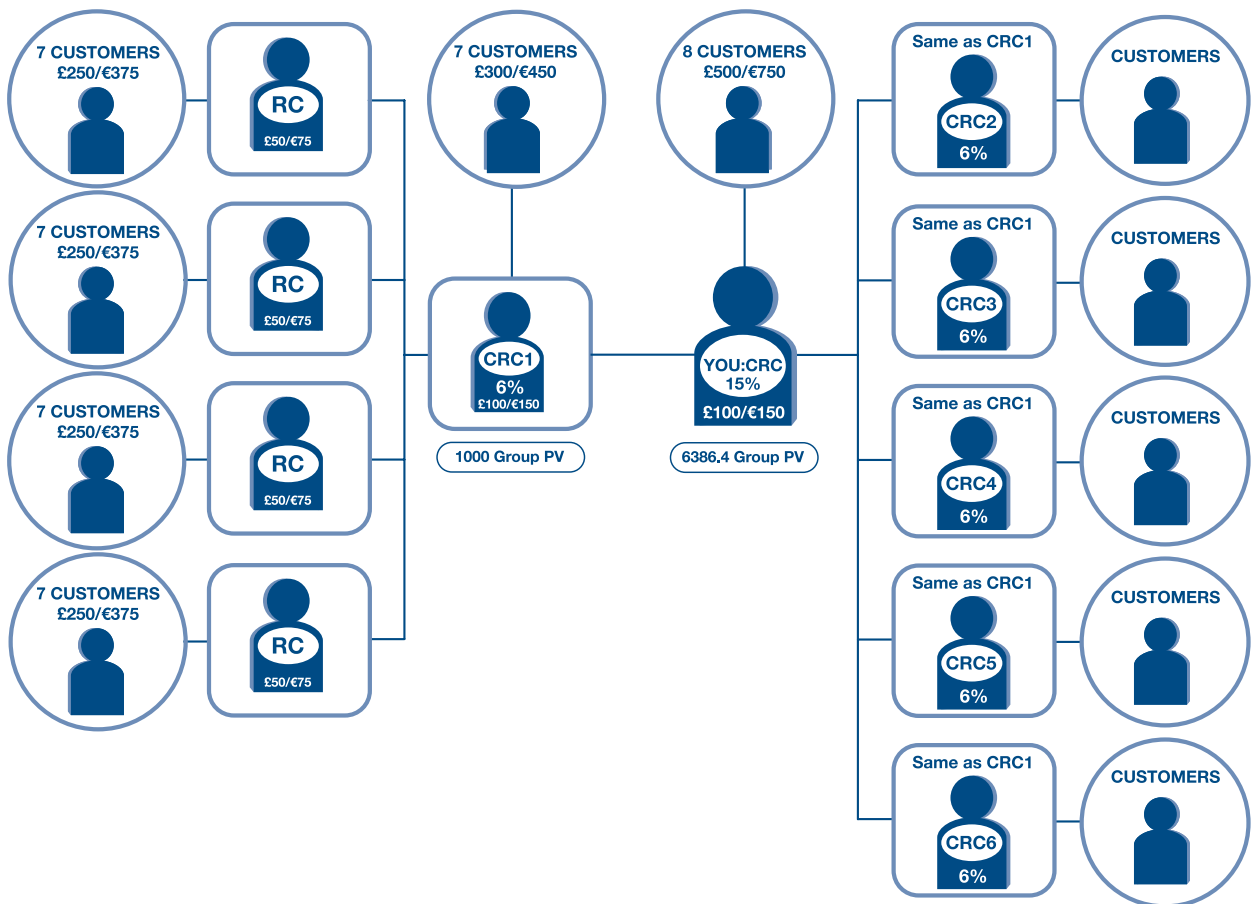 7 CUSTOMERS
£250/€375
RC
£50/€75
7 CUSTOMERS
£250/€375
RC
£50/€75
7 CUSTOMERS
£250/€375
RC
£50/€75
7 CUSTOMERS
£250/€375
RC
£50/€75
7 CUSTOMERS
£300/€450
CRC1
6%
£100/€150
1000 Group PV
8 CUSTOMERS
£500/€750
YOU:CRC
15%
£100/€150
6386.4 Group PV
Same as CRC1
CRC2
6%
CUSTOMERS
Same as CRC1
CRC3
6%
CUSTOMERS
Same as CRC1
CRC4
6%
CUSTOMERS
Same as CRC1
CRC5
6%
CUSTOMERS
Same as CRC1
CRC6
6%
CUSTOMERS